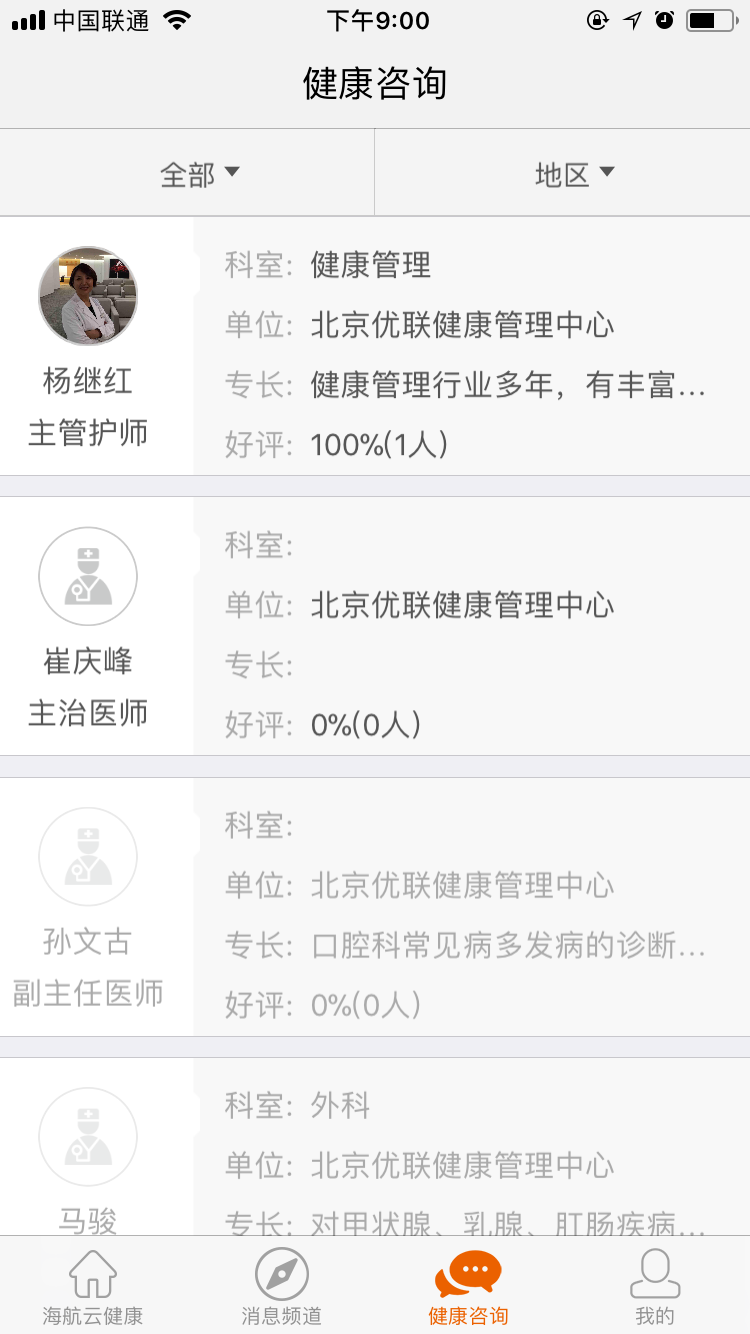 中国联通 下午9:00
健康咨询
全部 地区
科室: 健康管理
单位: 北京优联健康管理中心
专长: 健康管理行业多年，有丰富...
好评: 100%(1人)
杨继红
主管护师
科室:
单位: 北京优联健康管理中心
专长:
好评: 0%(0人)
崔庆峰
主治医师
科室:
单位: 北京优联健康管理中心
专长: 口腔科常见病多发病的诊断...
好评: 0%(0人)
孙文古
副主任医师
科室: 外科
单位: 北京优联健康管理中心
专长: 对甲状腺、乳腺、肛肠疾病...
马骏
海航云健康 消息频道 健康咨询 我的